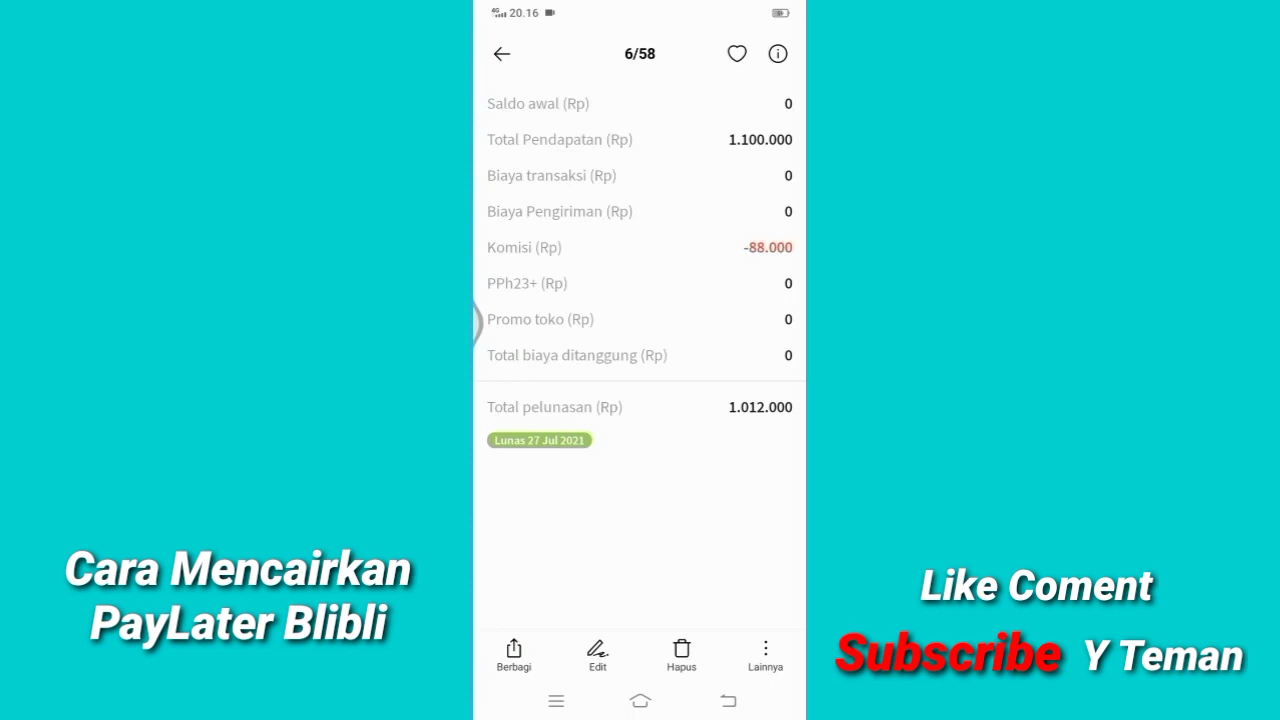 4G 20.16
6/58
Saldo awal (Rp) 0
Total Pendapatan (Rp) 1.100.000
Biaya transaksi (Rp) 0
Biaya Pengiriman (Rp) 0
Komisi (Rp) -88.000
PPh23+ (Rp) 0
Promo toko (Rp) 0
Total biaya ditanggung (Rp) 0
Total pelunasan (Rp) 1.012.000
Lunas 27 Jul 2021
Cara Mencairkan
PayLater Blibli
Like Coment
Subscribe Y Teman
Berbagi Edit Hapus Lainnya